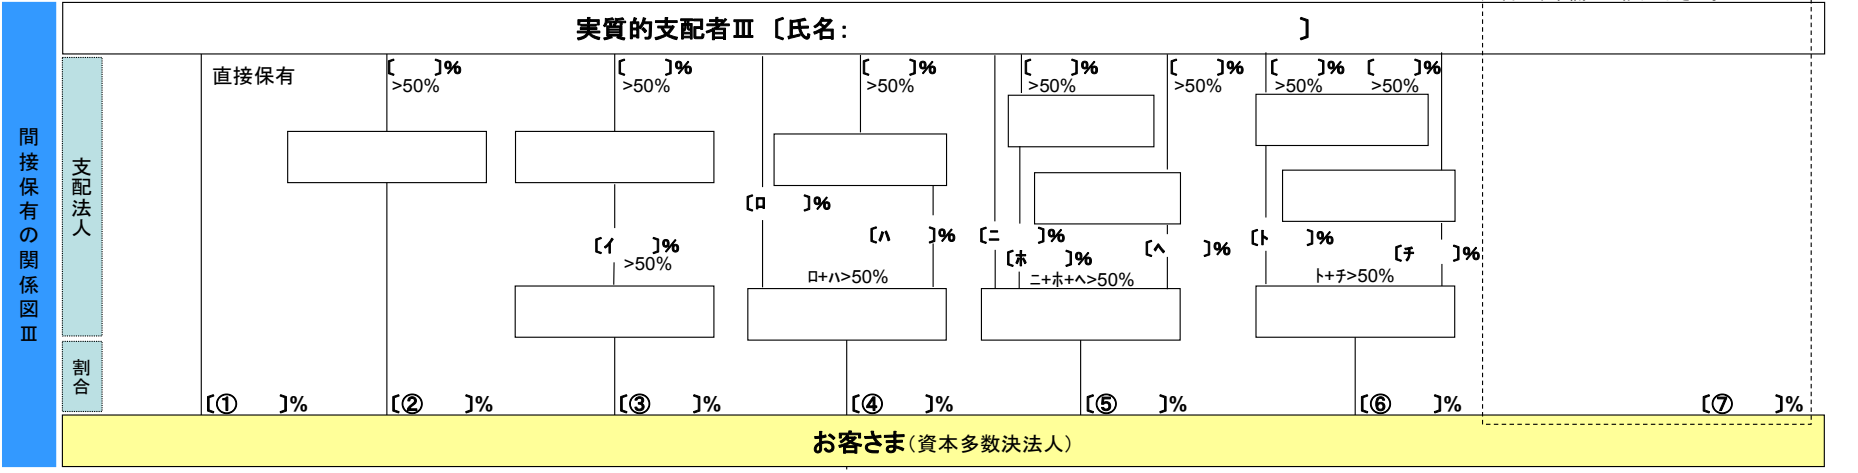 実質的支配者Ⅲ〔氏名： 〕
間接保有の関係図Ⅲ
支配法人
直接保有
〔 〕%
>50%
〔 〕%
>50%
〔 〕%
>50%
〔 〕%
>50%
〔 〕%
>50%
〔 〕%
>50%
〔 〕%
>50%
〔ロ 〕%
〔イ 〕%
>50%
〔ハ 〕%
〔ニ 〕%
〔ホ 〕%
〔ヘ 〕%
〔ト 〕%
〔チ 〕%
ロ+ハ>50%
ニ+ホ+ヘ>50%
ト+チ>50%
割合
〔① 〕%
〔② 〕%
〔③ 〕%
〔④ 〕%
〔⑤ 〕%
〔⑥ 〕%
〔⑦ 〕%
お客さま（資本多数決法人）